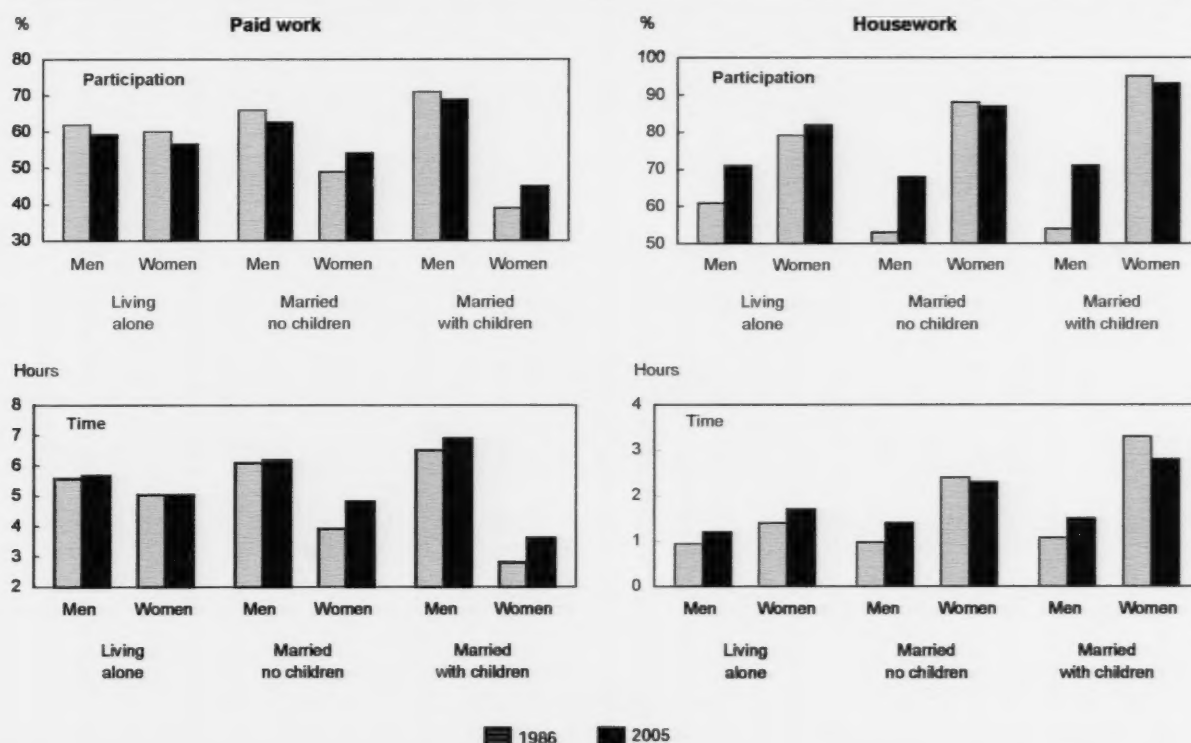 % Paid work
80
Participation
70
60
50
40
30
Men Women Men Women Men Women
Living alone
Married no children
Married with children
% Housework
100
Participation
90
80
70
60
50
Men Women Men Women Men Women
Living alone
Married no children
Married with children
Hours
8
Time
7
6
5
4
3
2
Men Women Men Women Men Women
Living alone
Married no children
Married with children
Hours
4
Time
3
2
1
0
Men Women Men Women Men Women
Living alone
Married no children
Married with children
1986 2005